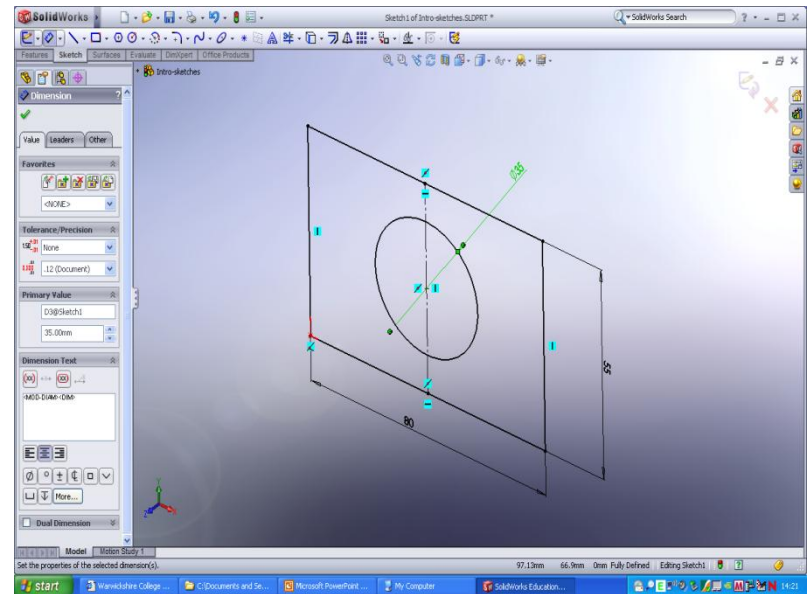 SolidWorks
Sketch1 of Intro-sketches.SLDPRT *
SolidWorks Search
Features
Sketch
Surfaces
Evaluate
DimXpert
Office Products
Intro-sketches
Dimension
?
Value
Leaders
Other
Favorites
<NONE>
Tolerance/Precision
None
.12 (Document)
Primary Value
D3@Sketch1
35.00mm
Dimension Text
<MOD-DIAM><DIM>
More...
Dual Dimension
Ø35
55
80
Model
Motion Study 1
Set the properties of the selected dimension(s).
97.13mm
66.9mm
0mm
Fully Defined
Editing Sketch1
start
Warwickshire College ...
C:\Documents and Se...
Microsoft PowerPoint ...
My Computer
SolidWorks Education...
14:21